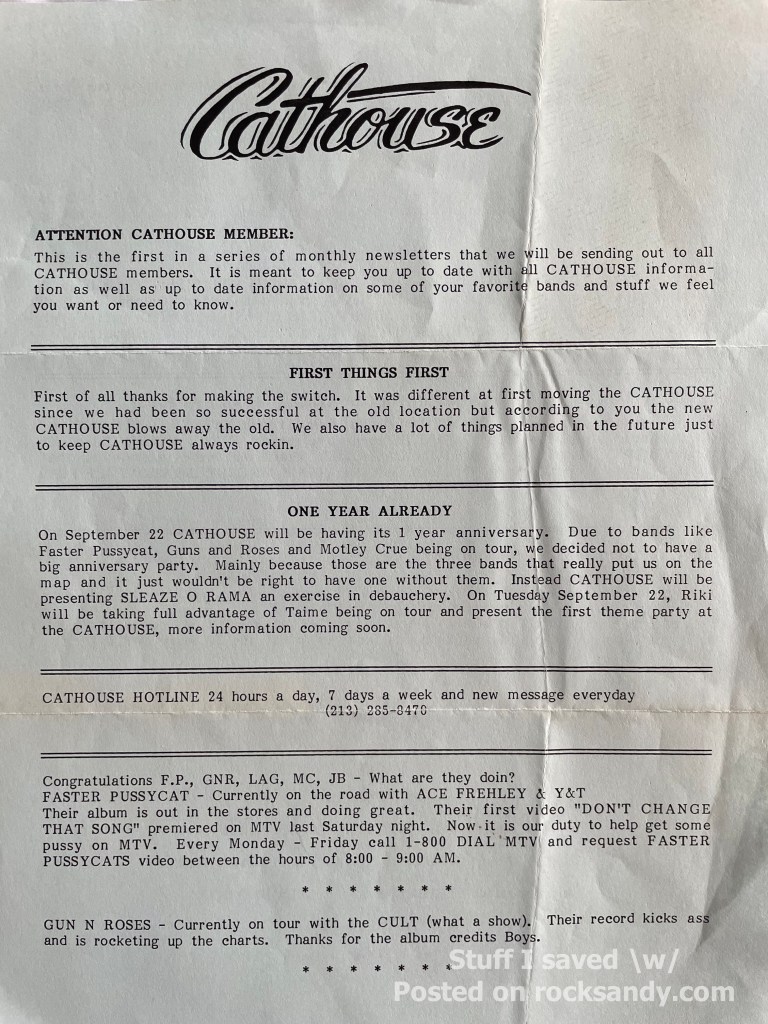 Cathouse
ATTENTION CATHOUSE MEMBER:
This is the first in a series of monthly newsletters that we will be sending out to all
CATHOUSE members. It is meant to keep you up to date with all CATHOUSE informa-
tion as well as up to date information on some of your favorite bands and stuff we feel
you want or need to know.
FIRST THINGS FIRST
First of all thanks for making the switch. It was different at first moving the CATHOUSE
since we had been so successful at the old location but according to you the new
CATHOUSE blows away the old. We also have a lot of things planned in the future just
to keep CATHOUSE always rockin.
ONE YEAR ALREADY
On September 22 CATHOUSE will be having its 1 year anniversary. Due to bands like
Faster Pussycat, Guns and Roses and Motley Crue being on tour, we decided not to have a
big anniversary party. Mainly because those are the three bands that really put us on the
map and it just wouldn't be right to have one without them. Instead CATHOUSE will be
presenting SLEAZE O RAMA an exercise in debauchery. On Tuesday September 22, Riki
will be taking full advantage of Taime being on tour and present the first theme party at
the CATHOUSE, more information coming soon.
CATHOUSE HOTLINE 24 hours a day, 7 days a week and new message everyday
(213)
Congratulations F.P., GNR, LAG, MC, JB - What are they doin?
FASTER PUSSYCAT - Currently on the road with ACE FREHLEY & Y&T
Their album is out in the stores and doing great. Their first video "DON'T CHANGE
THAT SONG" premiered on MTV last Saturday night. Now it is our duty to help get some
pussy on MTV. Every Monday - Friday call 1-800 DIAL MTV and request FASTER
PUSSYCATS video between the hours of 8:00 - 9:00 AM.
* * * * * * *
GUN N ROSES - Currently on tour with the CULT (what a show). Their record kicks ass
and is rocketing up the charts. Thanks for the album credits Boys.
* * * * * * *
Stuff I saved \w/
Posted on rocksandy.com